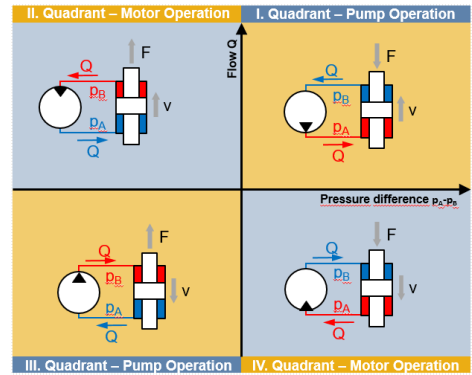 II. Quadrant – Motor Operation
I. Quadrant – Pump Operation
Flow Q
F
Q
pB
v
pA
Q
F
Q
pB
v
pA
Q
Pressure difference pA-pB
F
Q
pB
v
pA
Q
F
Q
pB
v
pA
Q
III. Quadrant – Pump Operation
IV. Quadrant – Motor Operation